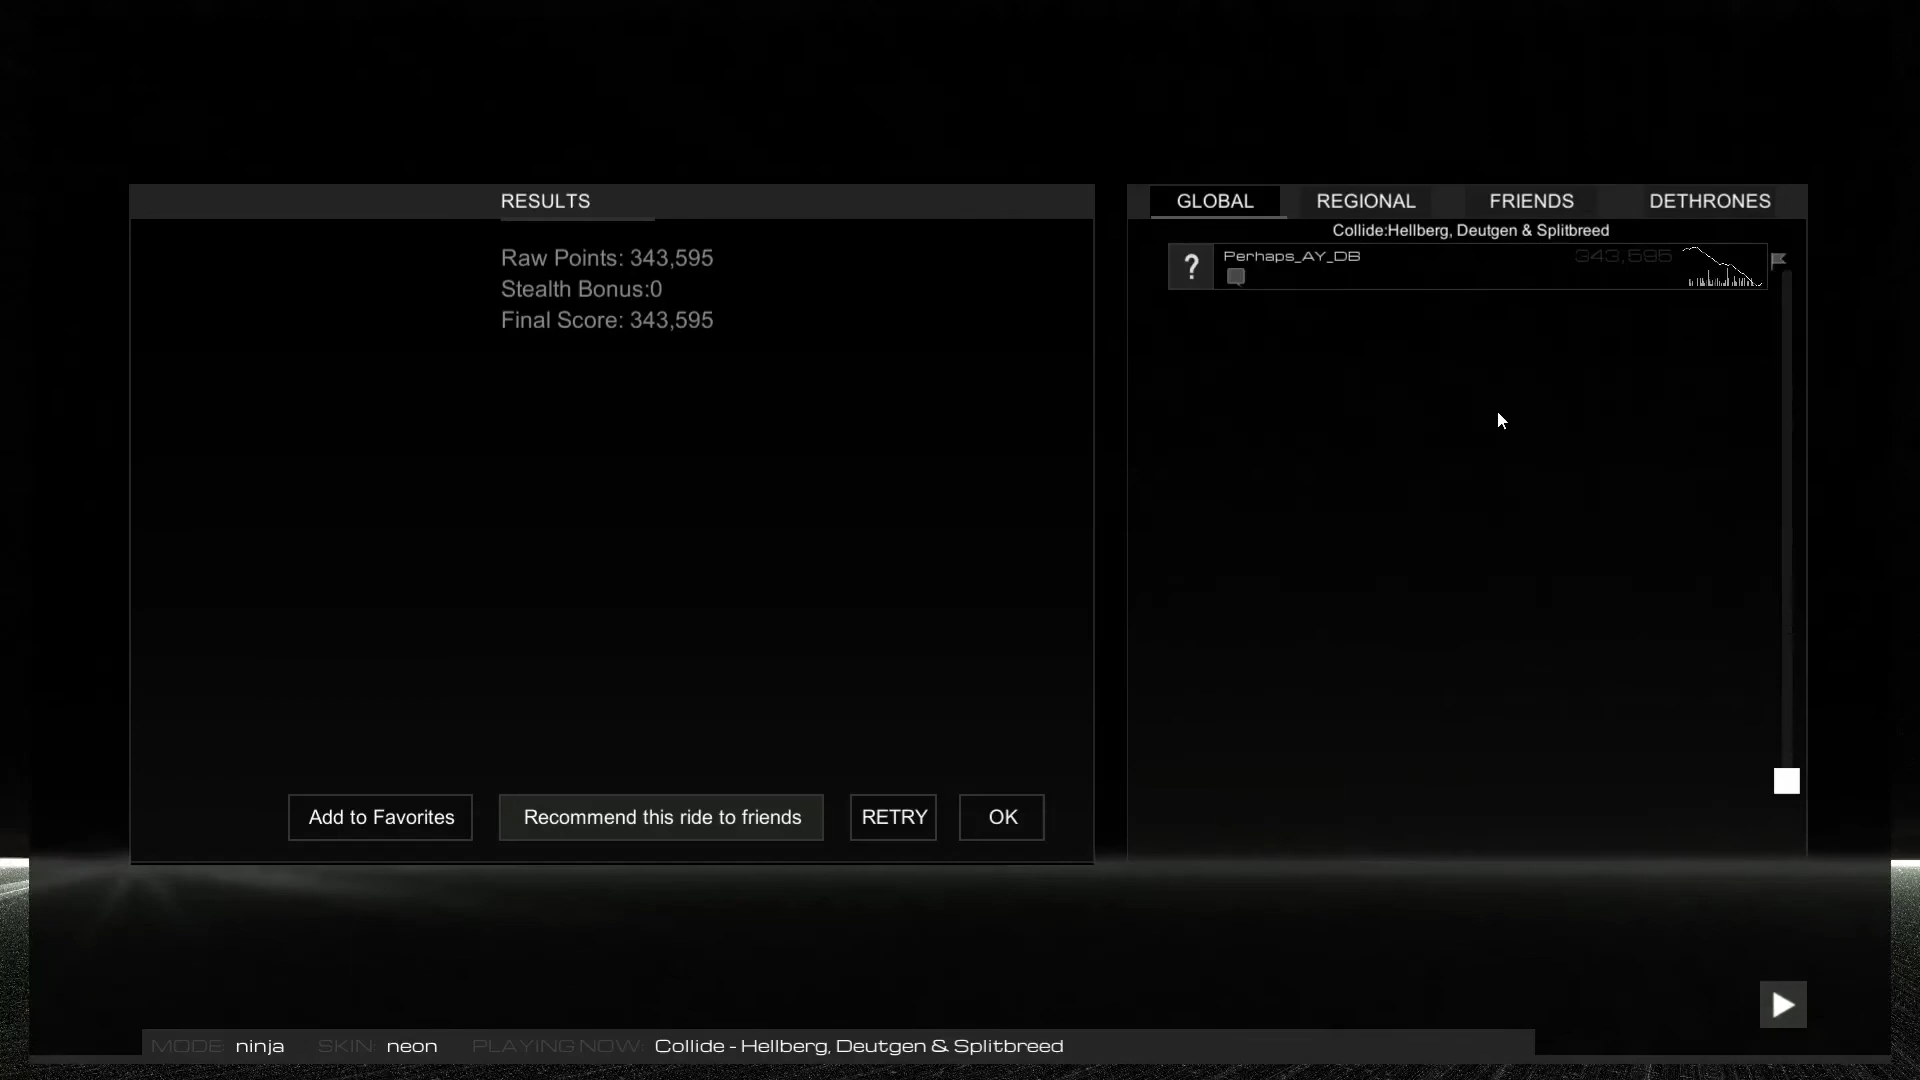 RESULTS
Raw Points: 343,595
Stealth Bonus:0
Final Score: 343,595
Add to Favorites
Recommend this ride to friends
RETRY
OK
GLOBAL REGIONAL FRIENDS DETHRONES
Collide:Hellberg, Deutgen & Splitbreed
?
Perhaps_AY_DB 343,595
MODE: ninja SKIN: neon PLAYING NOW: Collide - Hellberg, Deutgen & Splitbreed